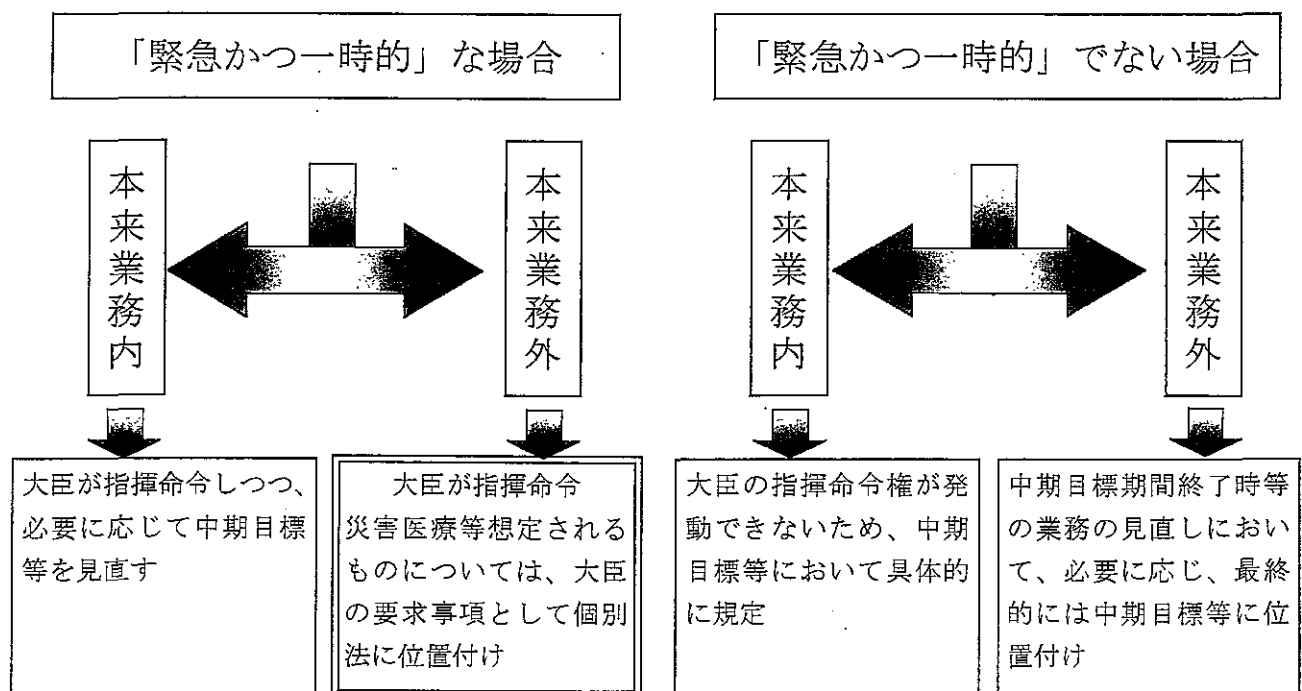 「緊急かつ一時的」な場合
「緊急かつ一時的」でない場合
本来業務内
本来業務外
本来業務内
本来業務外
大臣が指揮命令しつつ、
必要に応じて中期目標
等を見直す
大臣が指揮命令
災害医療等想定される
ものについては、大臣
の要求事項として個別
法に位置付け
大臣の指揮命令権が発
動できないため、中期
目標等において具体的
に規定
中期目標期間終了時等
の業務の見直しにおい
て、必要に応じ、最終
的には中期目標等に位
置付け